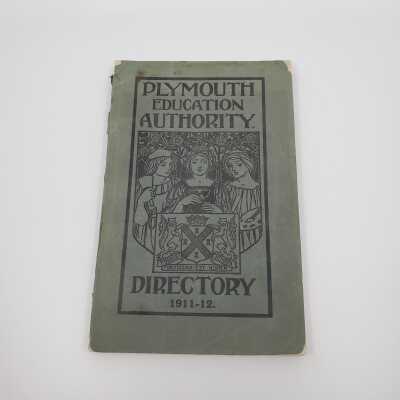 PLYMOUTH
EDUCATION
AUTHORITY.
DIRECTORY
1911-12.